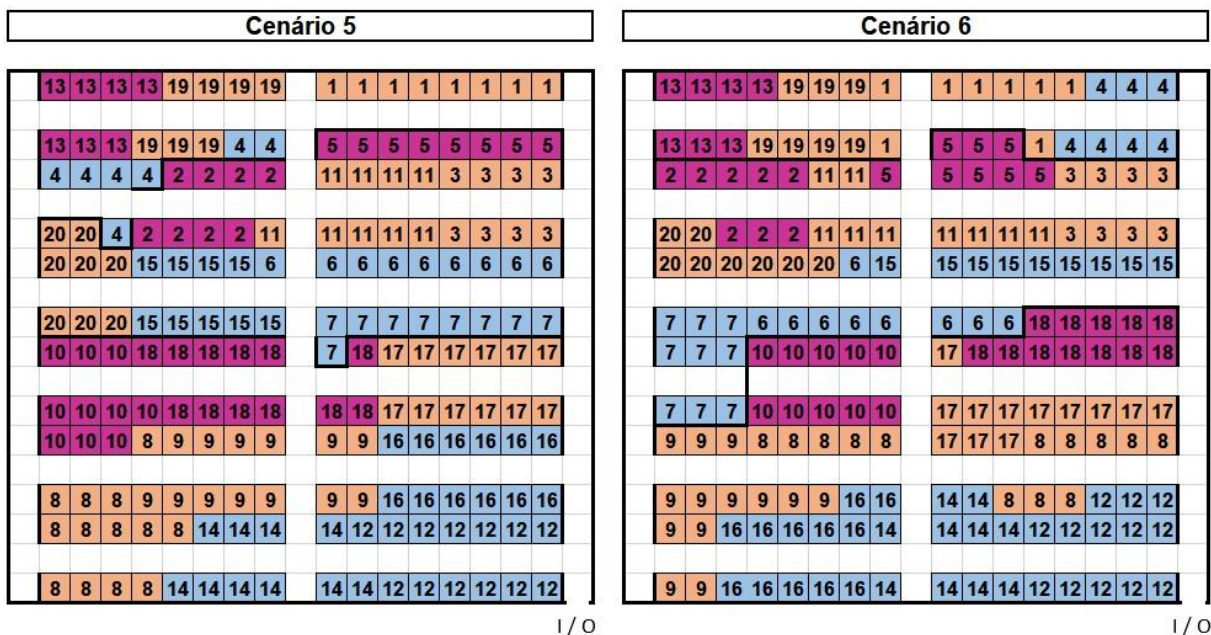 Cenário 5
13 13 13 13 19 19 19 19 1 1 1 1 1 1 1 1
13 13 13 19 19 19 4 4 5 5 5 5 5 5 5 5
4 4 4 4 2 2 2 2 11 11 11 11 3 3 3 3
20 20 4 2 2 2 2 11 11 11 11 11 3 3 3 3
20 20 20 15 15 15 15 6 6 6 6 6 6 6 6 6
20 20 20 15 15 15 15 15 7 7 7 7 7 7 7 7
10 10 10 18 18 18 18 18 7 18 17 17 17 17 17 17
10 10 10 10 18 18 18 18 18 18 17 17 17 17 17 17
10 10 10 8 9 9 9 9 9 9 16 16 16 16 16 16
8 8 8 9 9 9 9 9 9 9 16 16 16 16 16 16
8 8 8 8 8 14 14 14 14 12 12 12 12 12 12 12
8 8 8 8 14 14 14 14 14 14 12 12 12 12 12 12
I / O
Cenário 6
13 13 13 13 19 19 19 1 1 1 1 1 1 4 4 4
13 13 13 19 19 19 19 1 5 5 5 1 4 4 4 4
2 2 2 2 2 11 11 5 5 5 5 5 3 3 3 3
20 20 2 2 2 11 11 11 11 11 11 11 3 3 3 3
20 20 20 20 20 20 6 15 15 15 15 15 15 15 15 15
7 7 7 6 6 6 6 6 6 6 6 18 18 18 18 18
7 7 7 10 10 10 10 10 17 18 18 18 18 18 18 18
7 7 7 10 10 10 10 10 17 17 17 17 17 17 17 17
9 9 9 8 8 8 8 8 17 17 17 8 8 8 8 8
9 9 9 9 9 9 16 16 14 14 8 8 8 12 12 12
9 9 16 16 16 16 16 14 14 14 14 12 12 12 12 12
9 9 16 16 16 16 16 14 14 14 14 12 12 12 12 12
I / O